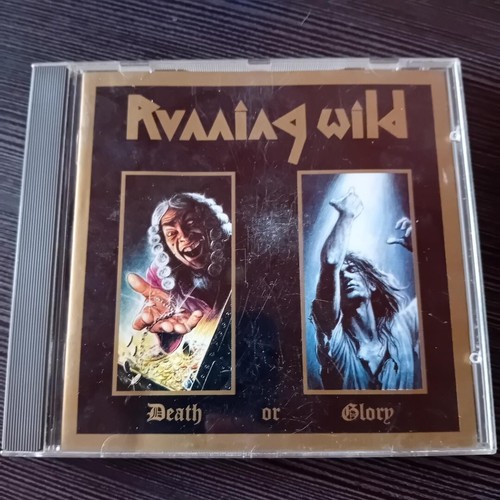 Running wild
Death or Glory